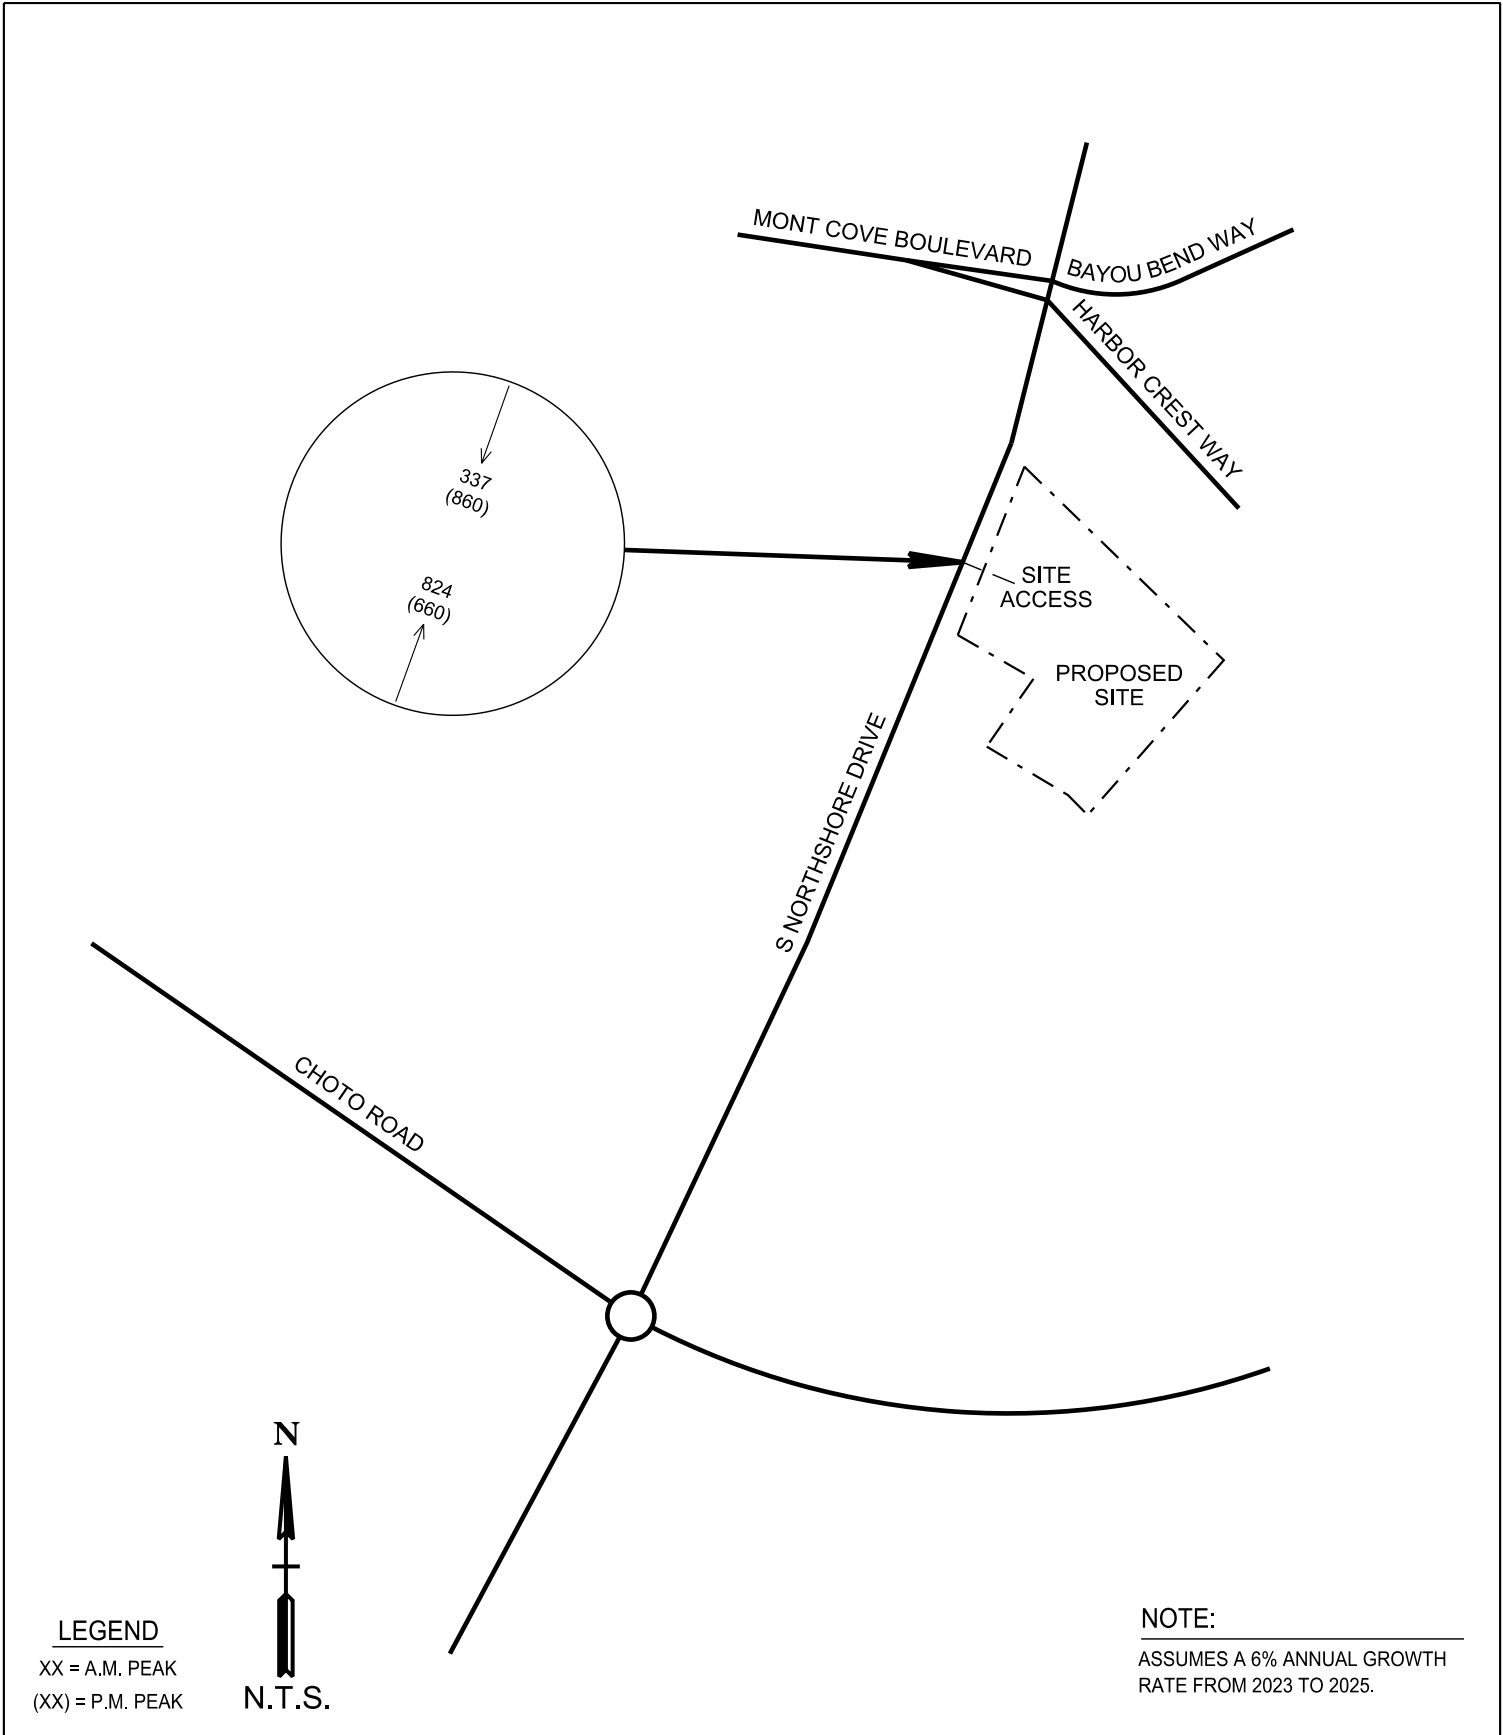 MONT COVE BOULEVARD
BAYOU BEND WAY
HARBOR CREST WAY
337
(860)
824
(660)
SITE
ACCESS
PROPOSED
SITE
S NORTHSHORE DRIVE
CHOTO ROAD
N
N.T.S.
LEGEND
XX = A.M. PEAK
(XX) = P.M. PEAK
NOTE:
ASSUMES A 6% ANNUAL GROWTH
RATE FROM 2023 TO 2025.